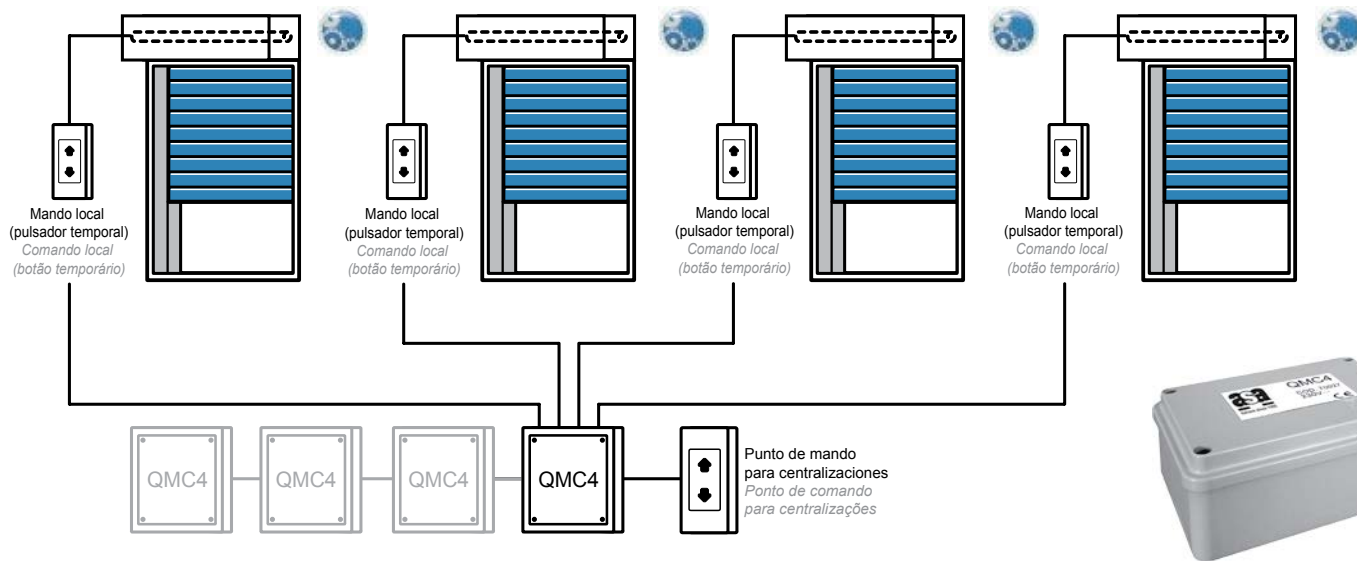 Mando local
(pulsador temporal)
Comando local
(botão temporário)
Mando local
(pulsador temporal)
Comando local
(botão temporário)
Mando local
(pulsador temporal)
Comando local
(botão temporário)
Mando local
(pulsador temporal)
Comando local
(botão temporário)
QMC4
QMC4
QMC4
QMC4
Punto de mando
para centralizaciones
Ponto de comando
para centralizações
asa
QMC4
CE